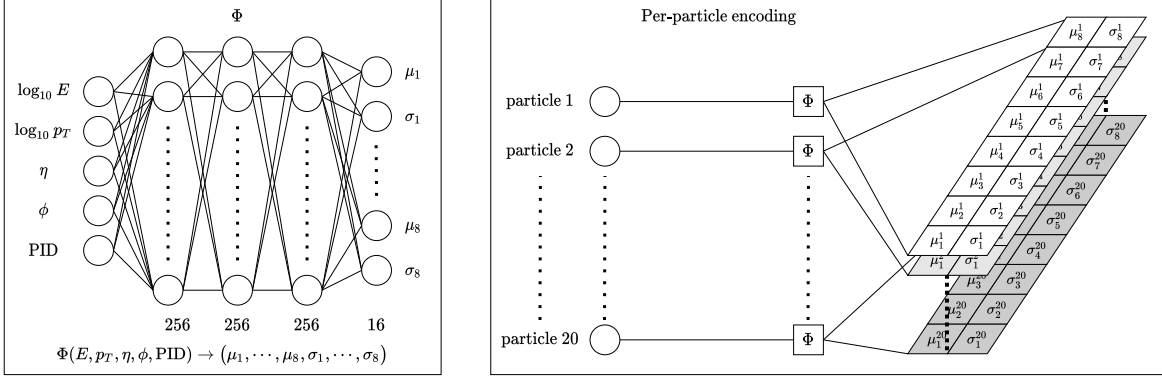 Φ
log₁₀ E
log₁₀ p_T
η
ϕ
PID
μ₁
σ₁
μ₈
σ₈
256 256 256 16
Φ(E, p_T, η, ϕ, PID) → (μ₁, ⋯, μ₈, σ₁, ⋯, σ₈)
Per-particle encoding
particle 1 Φ
particle 2 Φ
particle 20 Φ
μ₈¹ σ₈¹
μ₇¹ σ₇¹
μ₆¹ σ₆¹
μ₅¹ σ₅¹
μ₄¹ σ₄¹
μ₃¹ σ₃¹
μ₂¹ σ₂¹
μ₁¹ σ₁¹
σ₈²⁰
σ₇²⁰
σ₆²⁰
σ₅²⁰
σ₄²⁰
μ₃²⁰ σ₃²⁰
μ₂²⁰ σ₂²⁰
μ₁²⁰ σ₁²⁰